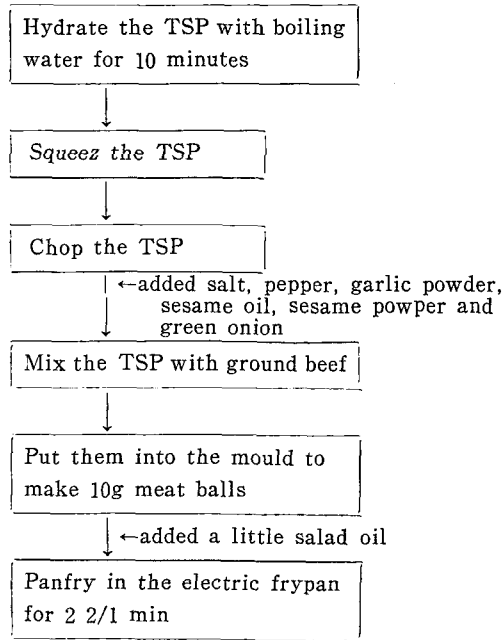 Hydrate the TSP with boiling
water for 10 minutes
Squeez the TSP
Chop the TSP
←added salt, pepper, garlic powder,
sesame oil, sesame powper and
green onion
Mix the TSP with ground beef
Put them into the mould to
make 10g meat balls
←added a little salad oil
Panfry in the electric frypan
for 2 2/1 min